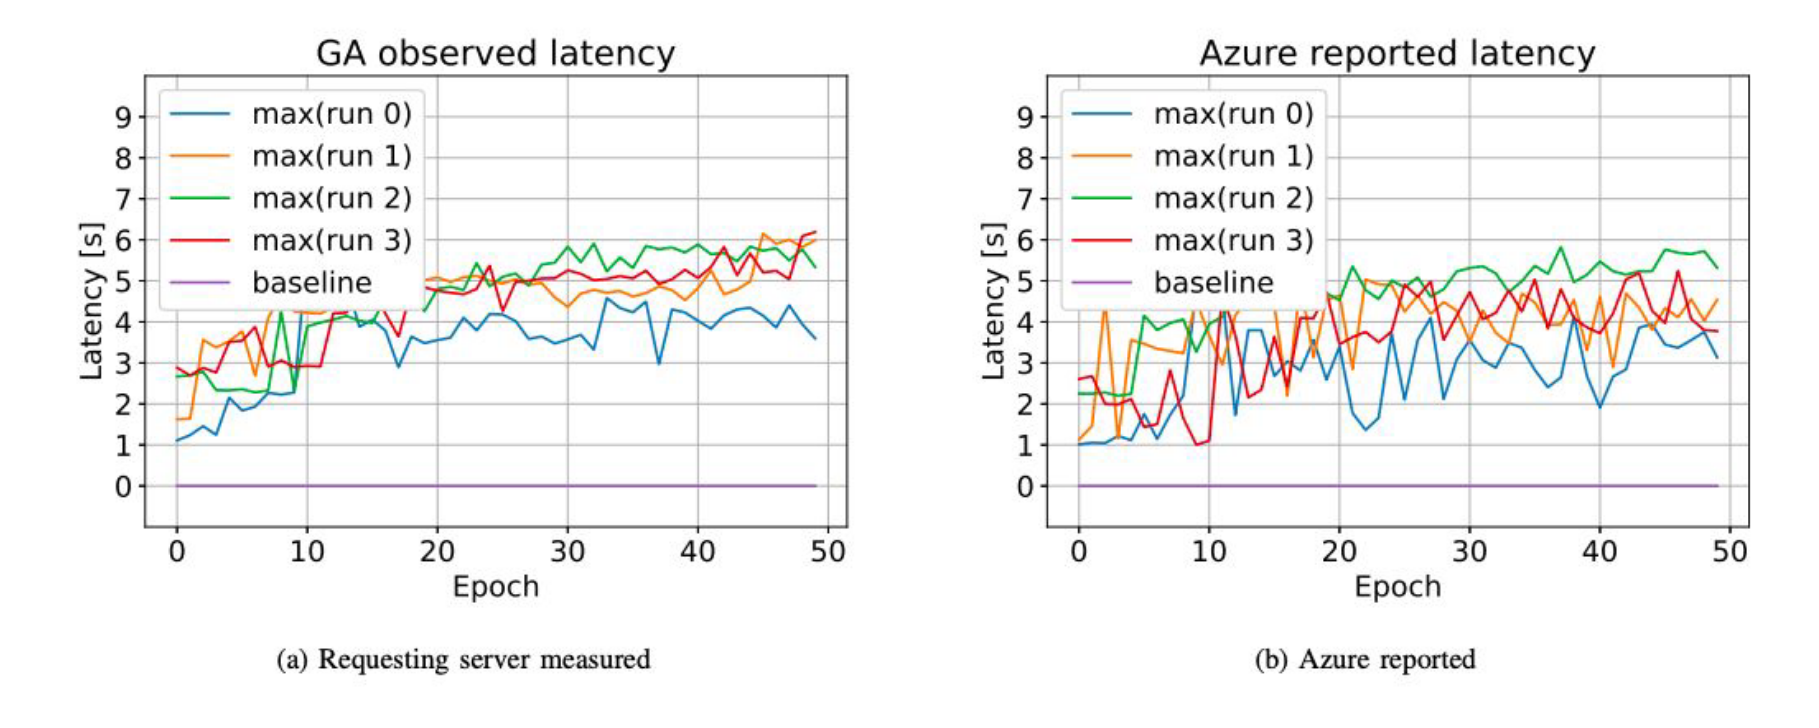 GA observed latency
max(run 0)
max(run 1)
max(run 2)
max(run 3)
baseline
9
8
7
6
5
4
3
2
1
0
Latency [s]
0 10 20 30 40 50
Epoch
(a) Requesting server measured
Azure reported latency
max(run 0)
max(run 1)
max(run 2)
max(run 3)
baseline
9
8
7
6
5
4
3
2
1
0
Latency [s]
0 10 20 30 40 50
Epoch
(b) Azure reported